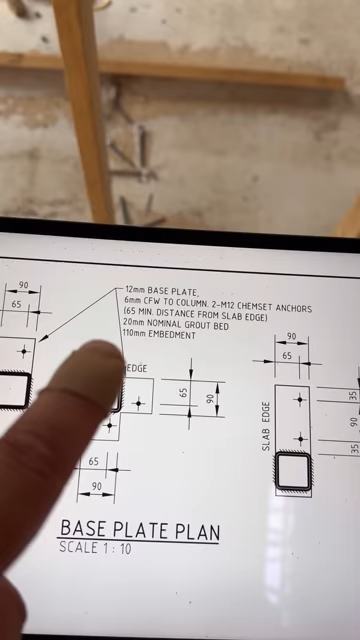 12mm BASE PLATE,
6mm CFW TO COLUMN. 2-M12 CHEMSET ANCHORS
(65 MIN. DISTANCE FROM SLAB EDGE)
20mm NOMINAL GROUT BED
110mm EMBEDMENT
90
65
EDGE
65
90
65
90
90
65
SLAB EDGE
35
90
35
BASE PLATE PLAN
SCALE 1 : 10